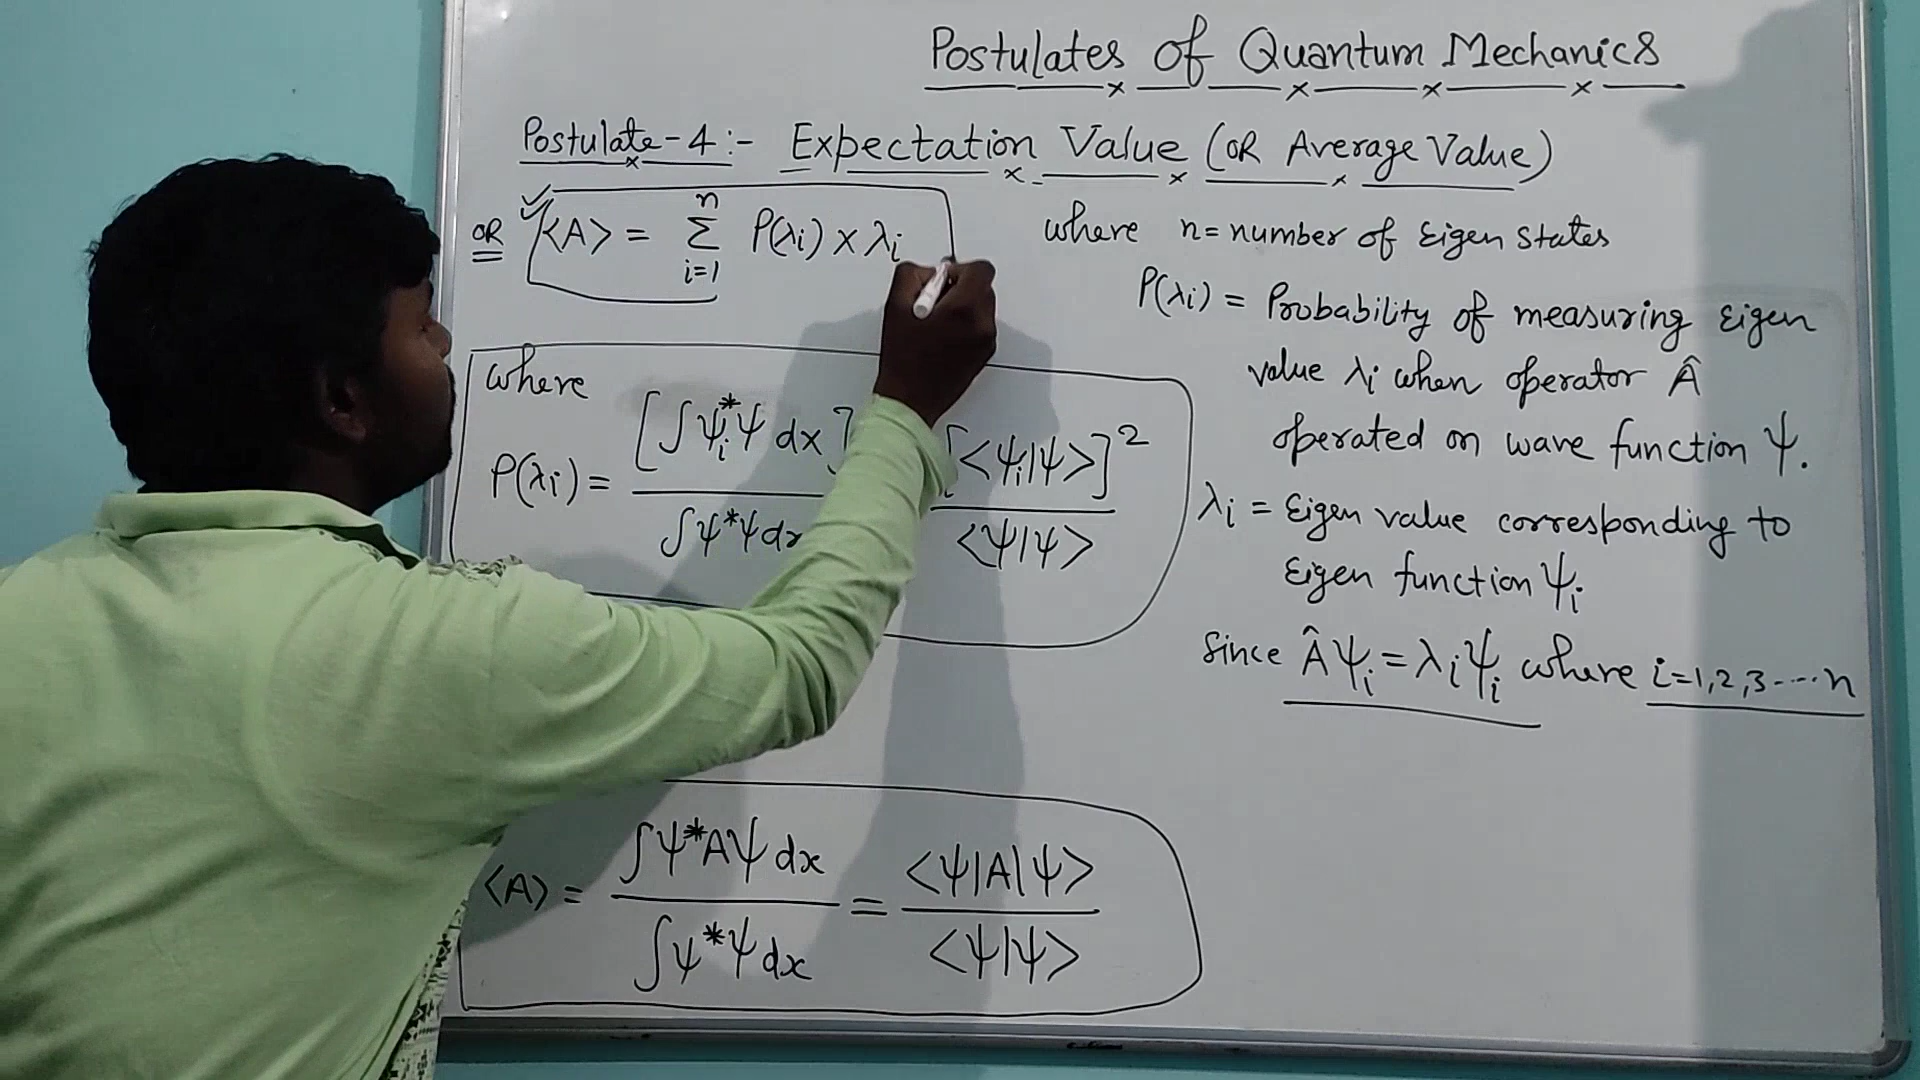 Postulates of Quantum Mechanics
Postulate-4:- Expectation Value (OR Average Value)
OR ✓ <A> = Σ_{i=1}^{n} P(λi) × λi
where n = number of Eigen States
P(λi) = Probability of measuring Eigen
value λi when operator Â
operated on wave function ψ.
λi = Eigen value corresponding to
Eigen function ψi
Since Âψi = λiψi where i=1,2,3----n
where
P(λi) = [∫ψi*ψ dx] / ∫ψ*ψ dx [<ψi|ψ>]² / <ψ|ψ>
<A> = ∫ψ*Aψ dx / ∫ψ*ψ dx = <ψ|A|ψ> / <ψ|ψ>